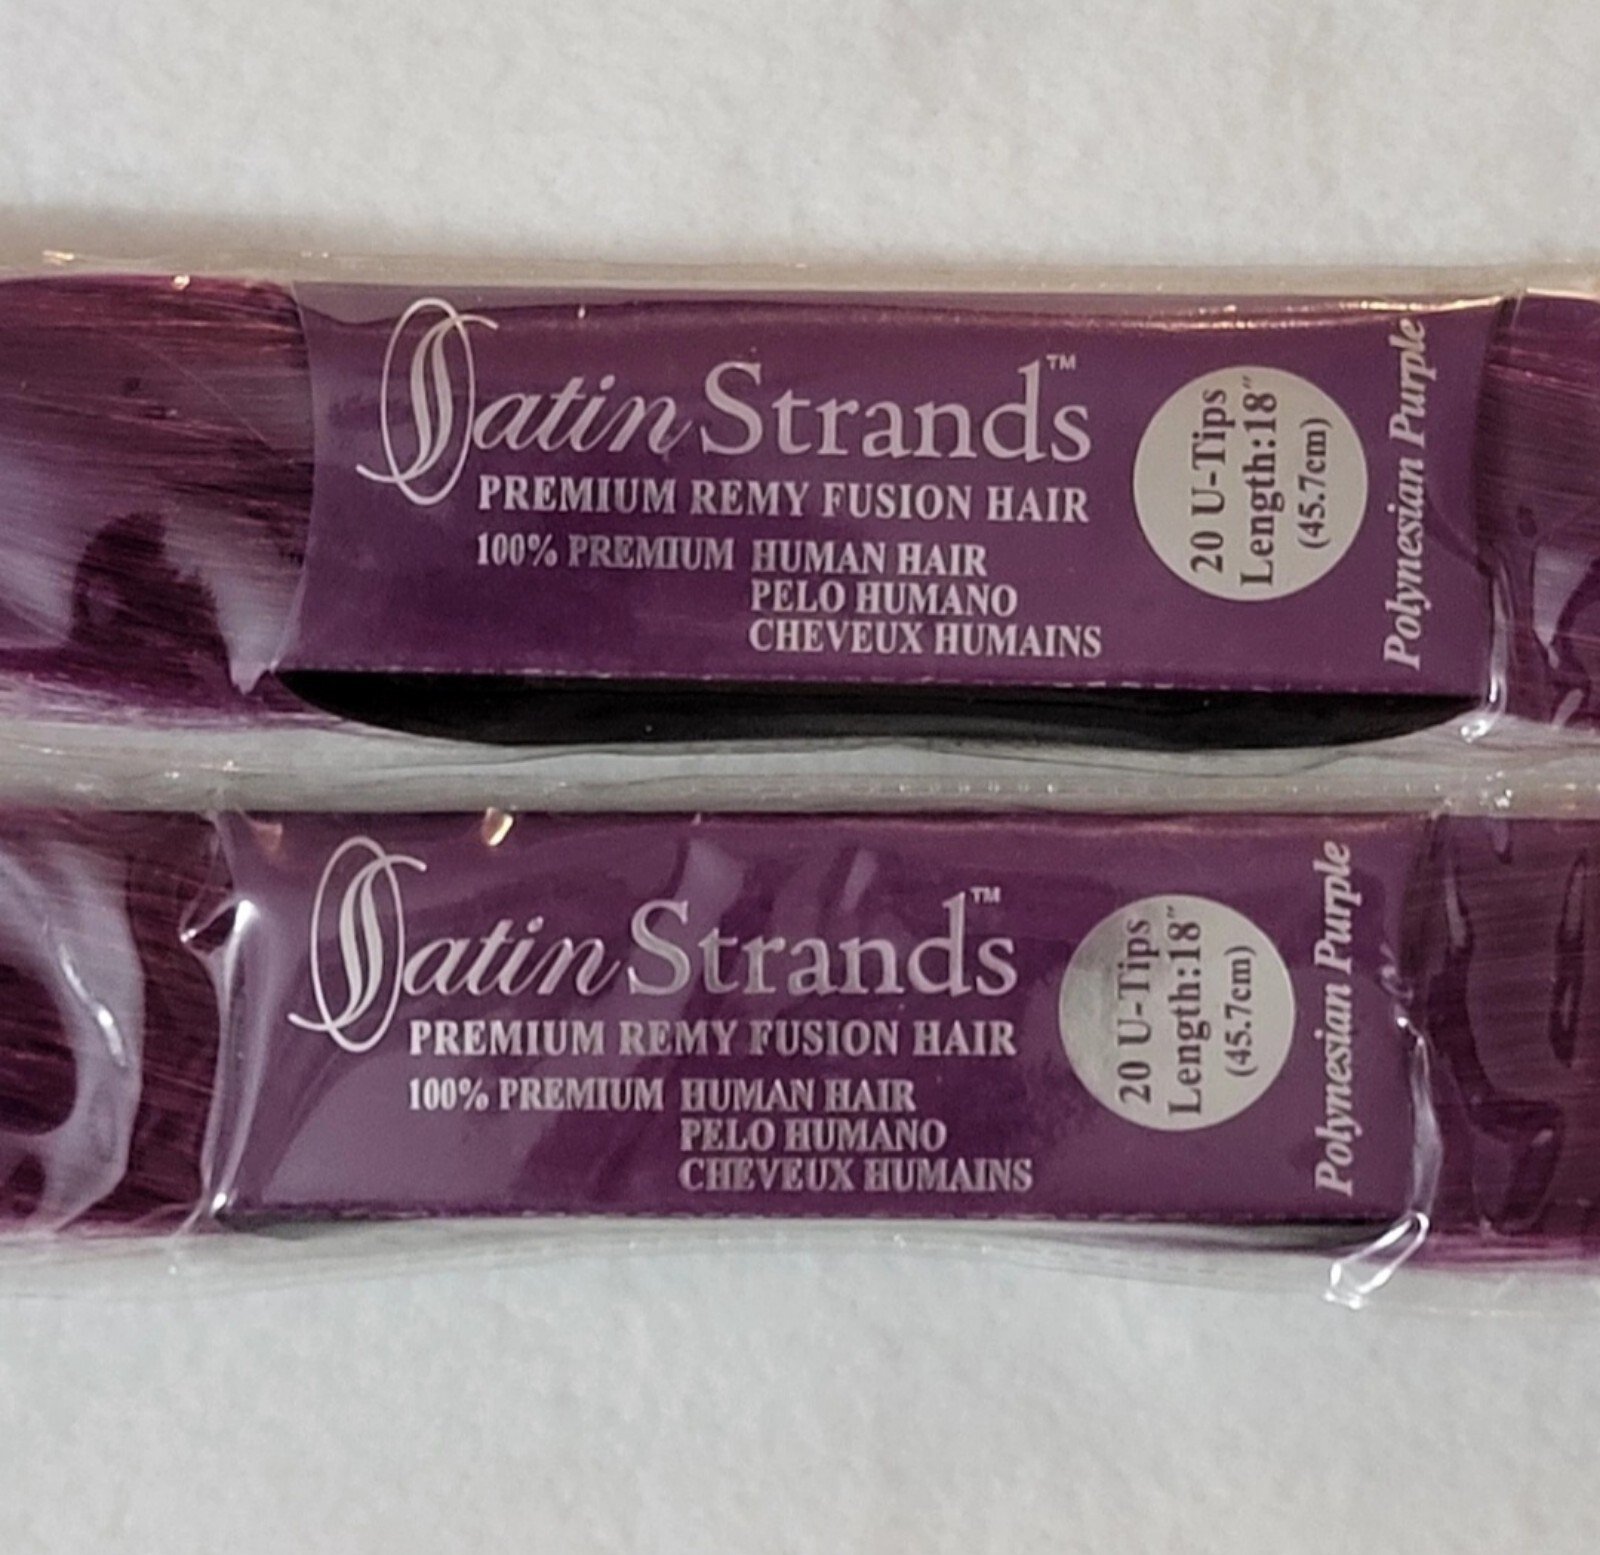 Satin Strands™
PREMIUM REMY FUSION HAIR
100% PREMIUM HUMAN HAIR
PELO HUMANO
CHEVEUX HUMAINS
20 U-Tips
Length:18"
(45.7cm)
Polynesian Purple
Satin Strands™
PREMIUM REMY FUSION HAIR
100% PREMIUM HUMAN HAIR
PELO HUMANO
CHEVEUX HUMAINS
20 U-Tips
Length:18"
(45.7cm)
Polynesian Purple